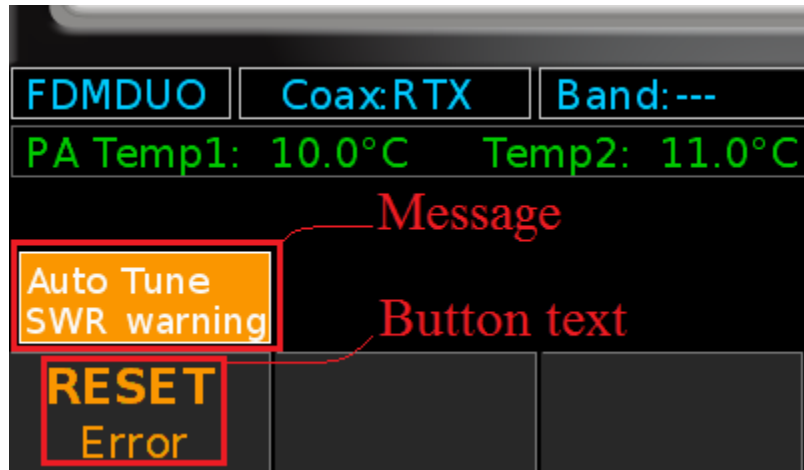 FDMDUO Coax:RTX Band:---
PA Temp1: 10.0°C Temp2: 11.0°C
Message
Auto Tune
SWR warning
Button text
RESET
Error